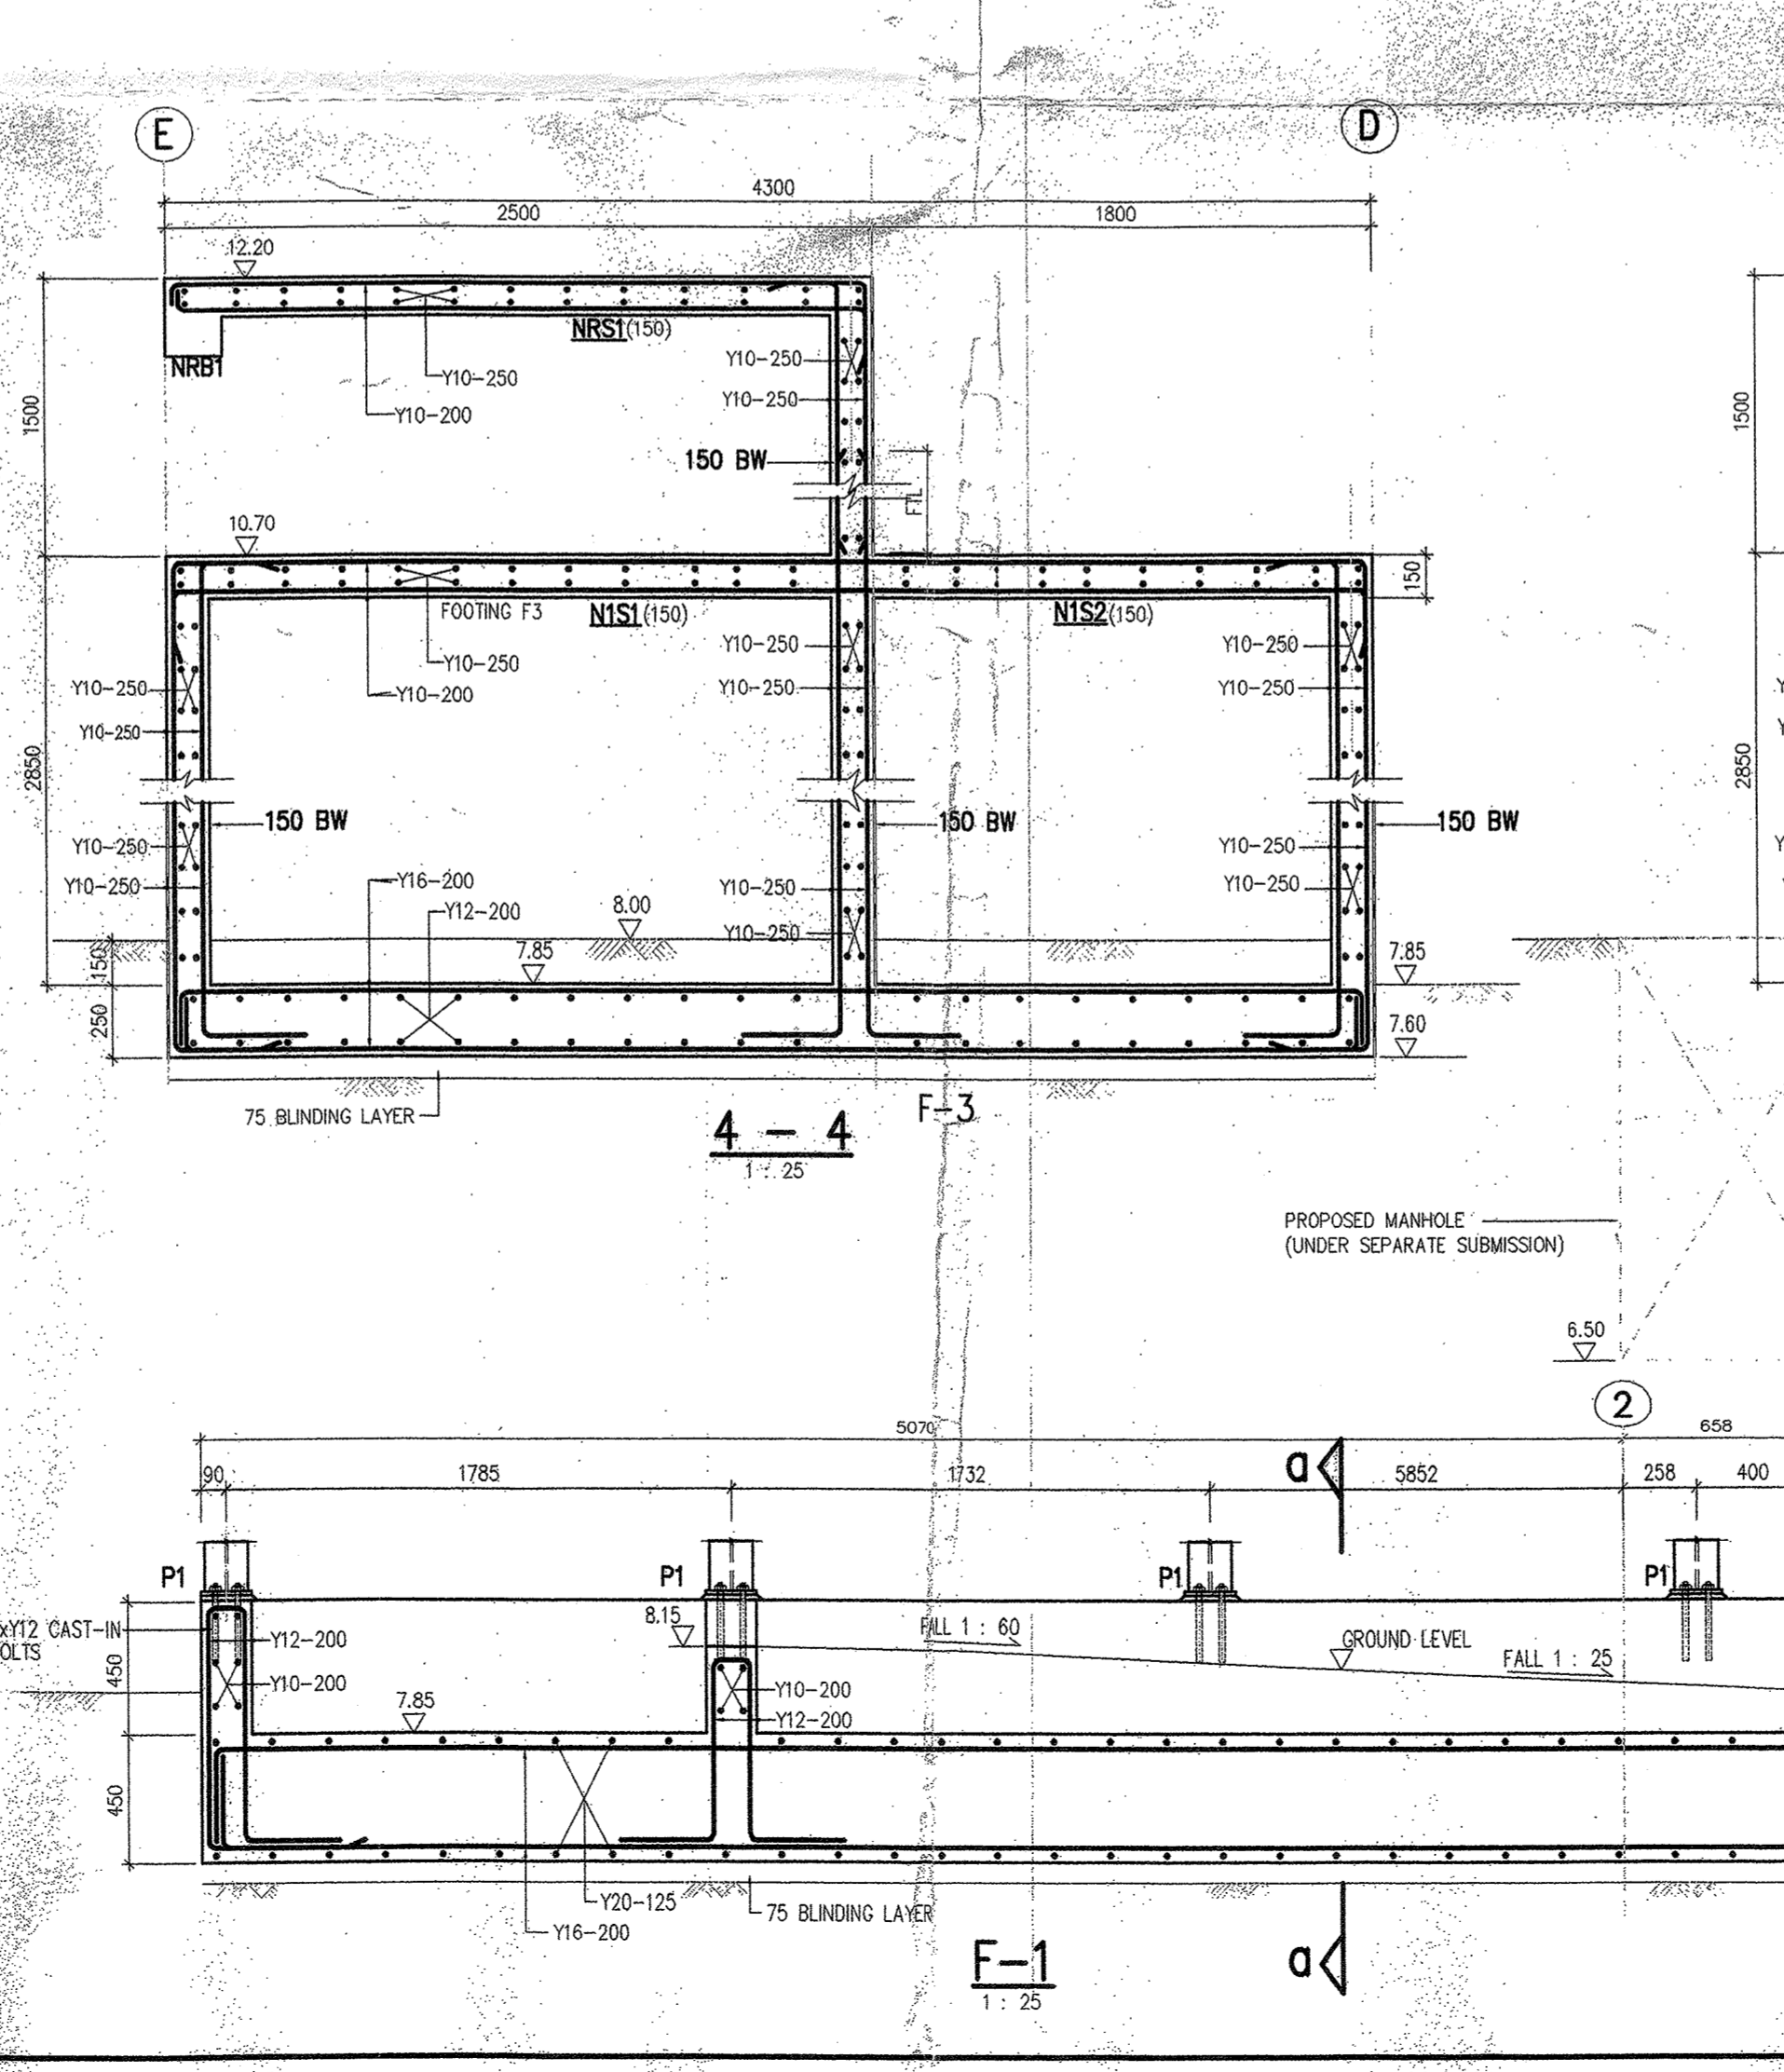 E
D
4300
2500
1800
12.20
NRS1(150)
NRB1
Y10-250
Y10-200
Y10-250
Y10-250
1500
1500
150 BW
FTL
10.70
150
FOOTING F3
N1S1(150)
N1S2(150)
Y10-250
Y10-200
Y10-250
Y10-250
Y10-250
Y10-250
Y10-250
Y10-250
2850
2850
150 BW
150 BW
150 BW
Y10-250
Y10-250
Y16-200
Y12-200
Y10-250
Y10-250
Y10-250
Y10-250
8.00
7.85
7.85
150
250
7.60
75 BLINDING LAYER
F-3
4 - 4
1 : 25
PROPOSED MANHOLE
(UNDER SEPARATE SUBMISSION)
6.50
2
5070
658
90
1785
1732
a
5852
258
400
P1
P1
P1
P1
xY12 CAST-IN
OLTS
Y12-200
Y10-200
8.15
FALL 1 : 60
GROUND LEVEL
FALL 1 : 25
450
7.85
Y10-200
Y12-200
450
Y20-125
Y16-200
75 BLINDING LAYER
F-1
1 : 25
a